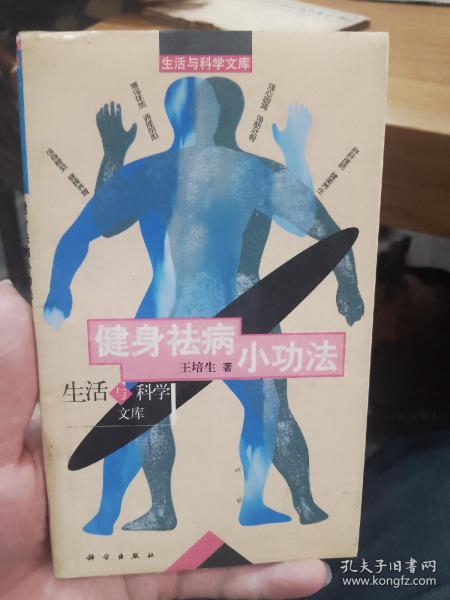 生活与科学文库
健身祛病
小功法
王培生 著
生活与科学
文库
科学出版社
孔夫子旧书网
www.kongfz.com